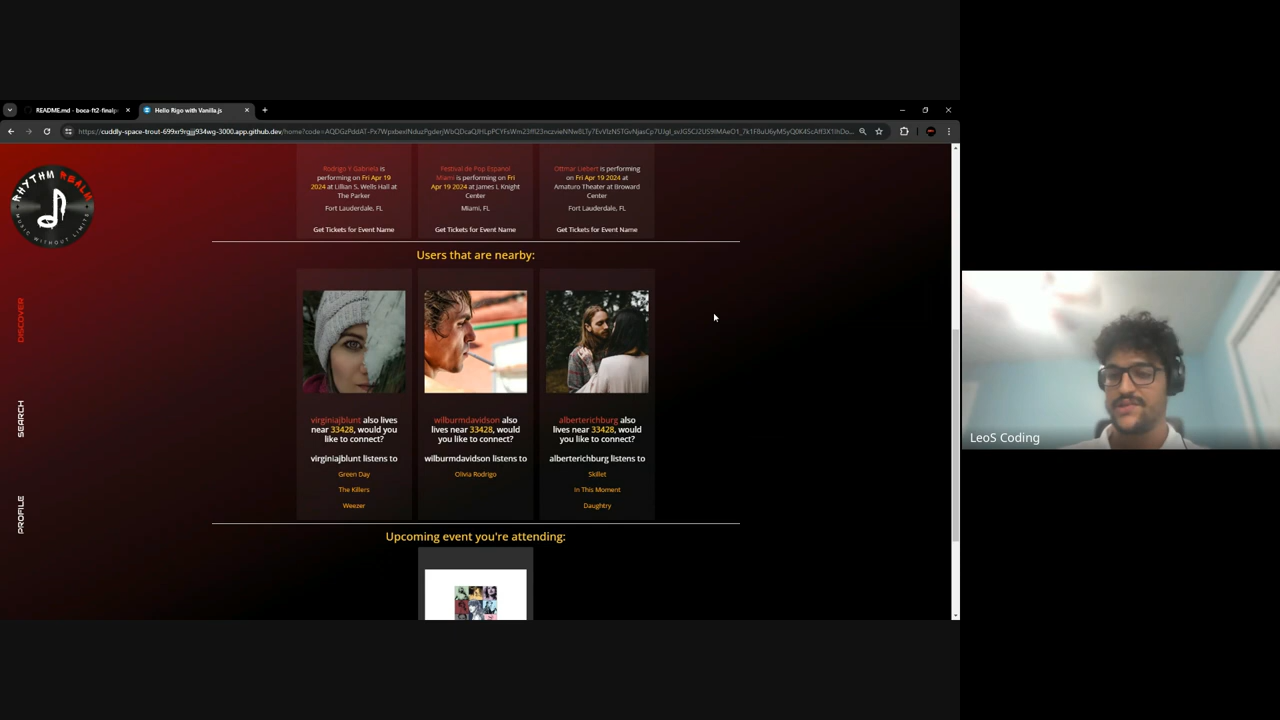 README.md - boca-ft2-finalp
Hello Rigo with Vanilla.js
RHYTHM REALM
MUSIC WITHOUT LIMITS
DISCOVER
SEARCH
PROFILE
Rodrigo Y Gabriela is
performing on Fri Apr 19
2024 at Lillian S. Wells Hall at
The Parker
Fort Lauderdale, FL
Get Tickets for Event Name
Festival de Pop Espanol
Miami is performing on Fri
Apr 19 2024 at James L Knight
Center
Miami, FL
Get Tickets for Event Name
Ottmar Liebert is performing
on Fri Apr 19 2024 at
Amaturo Theater at Broward
Center
Fort Lauderdale, FL
Get Tickets for Event Name
Users that are nearby:
virginiajblunt also lives
near 33428, would you
like to connect?
virginiajblunt listens to
Green Day
The Killers
Weezer
wilburmdavidson also
lives near 33428, would
you like to connect?
wilburmdavidson listens to
Olivia Rodrigo
alberterichburg also
lives near 33428, would
you like to connect?
alberterichburg listens to
Skillet
In This Moment
Daughtry
Upcoming event you're attending:
LeoS Coding